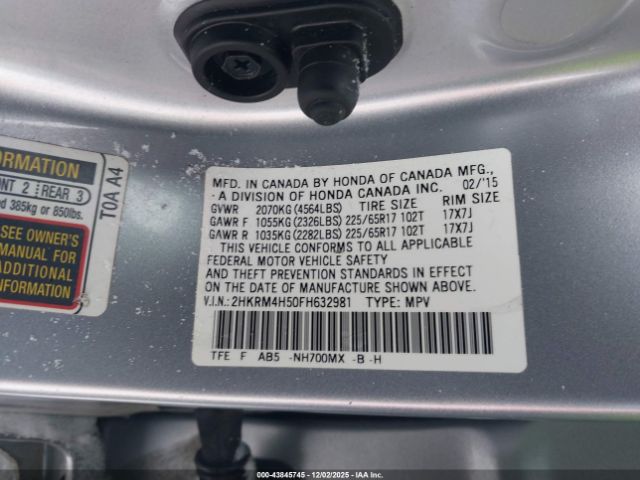 ORMATION
ONT 2 REAR 3
d 385kg or 850lbs.
SEE OWNER'S
MANUAL FOR
ADDITIONAL
INFORMATION
T0A A4
MFD. IN CANADA BY HONDA OF CANADA MFG.,
- A DIVISION OF HONDA CANADA INC. 02/'15
GVWR 2070KG (4564LBS) TIRE SIZE RIM SIZE
GAWR F 1055KG (2326LBS) 225/65R17 102T 17X7J
GAWR R 1035KG (2282LBS) 225/65R17 102T 17X7J
THIS VEHICLE CONFORMS TO ALL APPLICABLE
FEDERAL MOTOR VEHICLE SAFETY
AND THEFT PREVENTION STANDARDS IN EFFECT
ON THE DATE OF MANUFACTURE SHOWN ABOVE.
V.I.N.: 2HKRM4H50FH632981 TYPE: MPV
TFE F AB5 -NH700MX -B -H
000-43845745 - 12/02/2025 - IAA Inc.